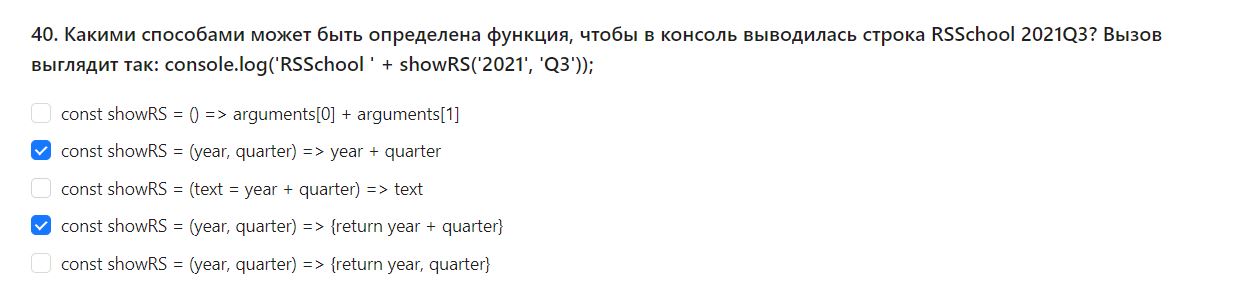 40. Какими способами может быть определена функция, чтобы в консоль выводилась строка RSSchool 2021Q3? Вызов
выглядит так: console.log('RSSchool ' + showRS('2021', 'Q3'));
const showRS = () => arguments[0] + arguments[1]
const showRS = (year, quarter) => year + quarter
const showRS = (text = year + quarter) => text
const showRS = (year, quarter) => {return year + quarter}
const showRS = (year, quarter) => {return year, quarter}